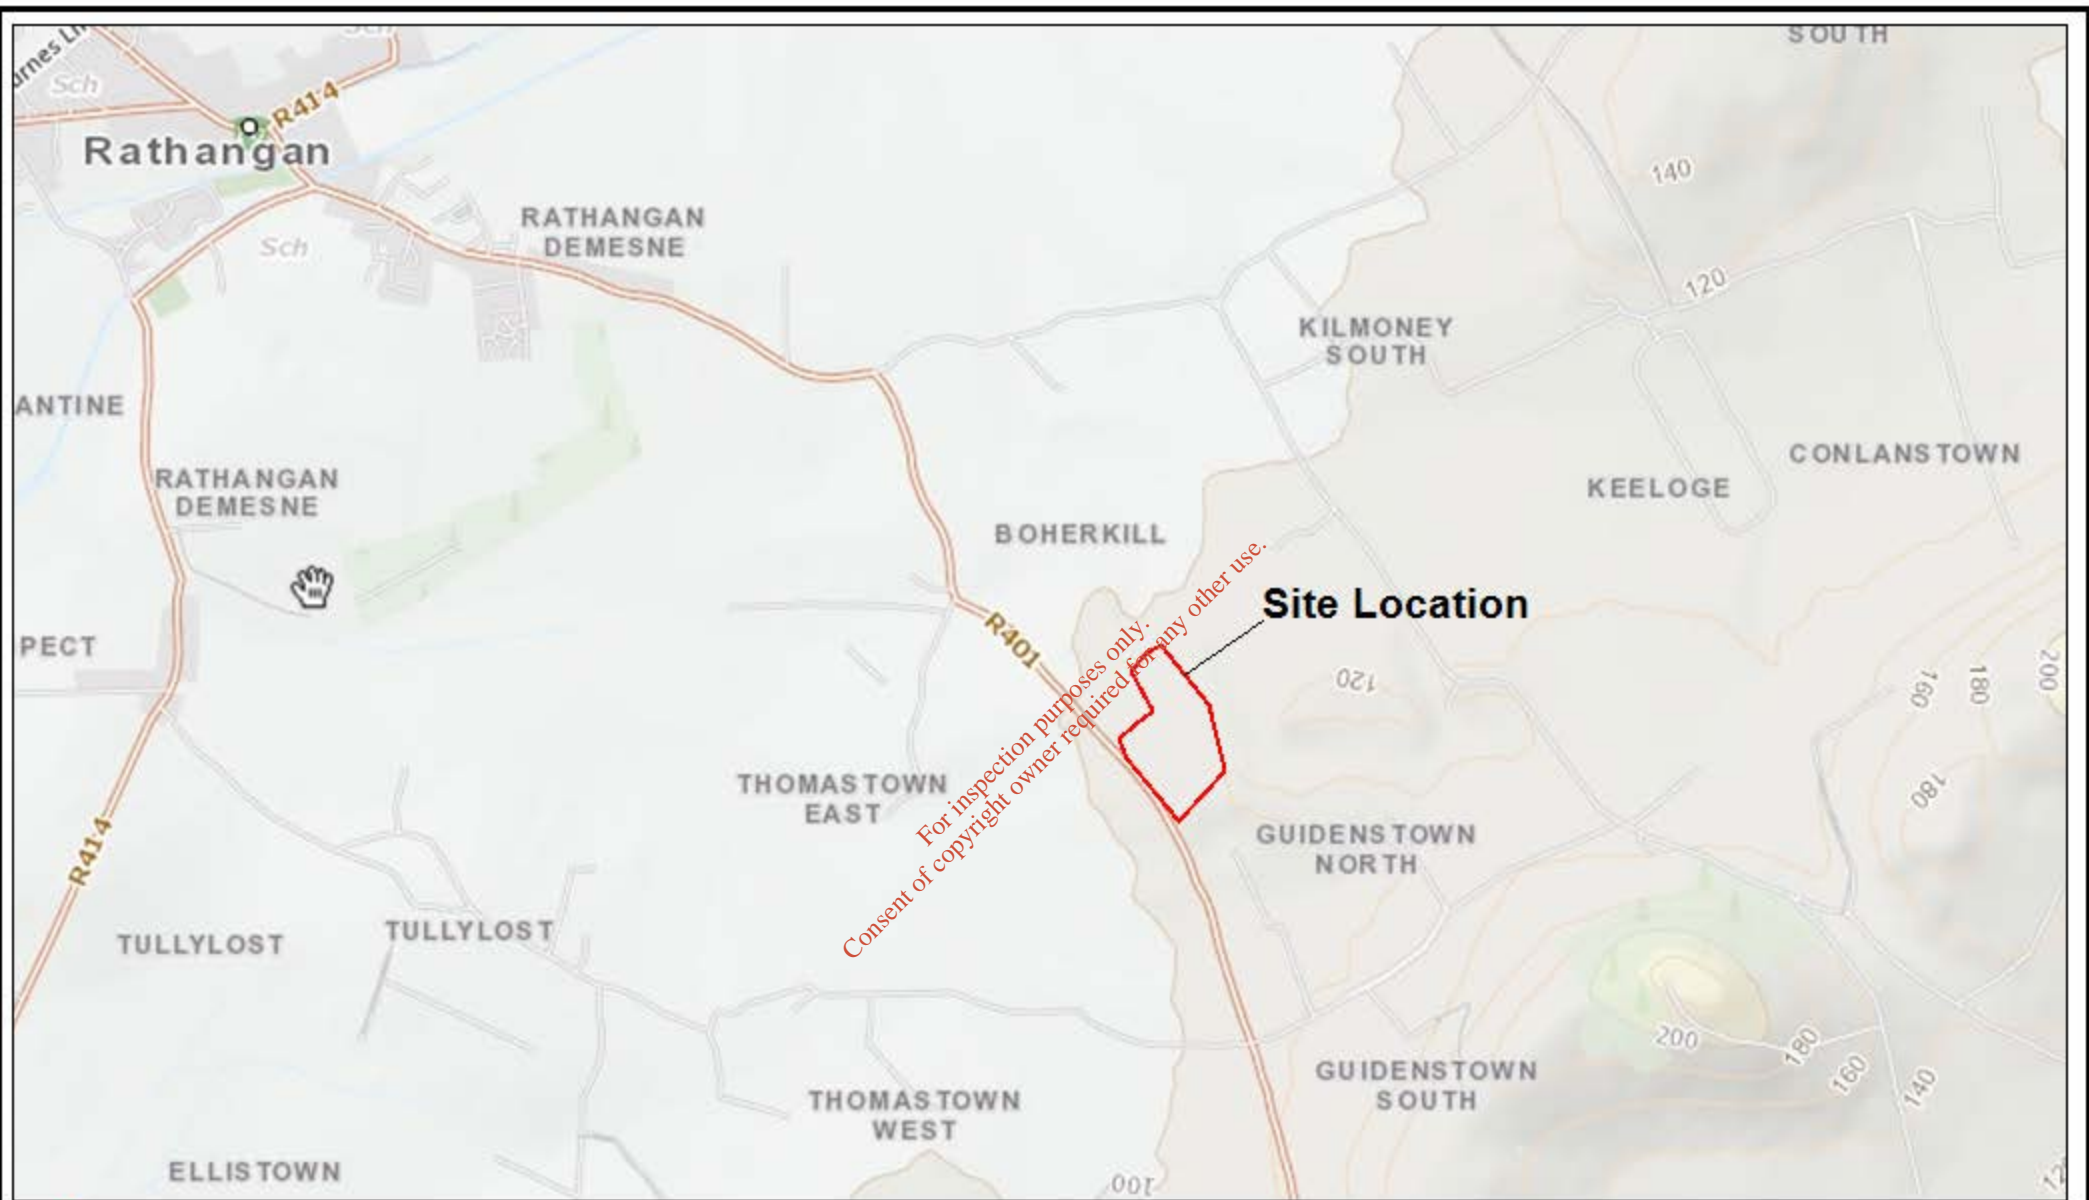 SOUTH
Sch
Sch
R414
Rathangan
140
RATHANGAN
DEMESNE
Sch
120
KILMONEY
SOUTH
ANTINE
CONLANSTOWN
RATHANGAN
DEMESNE
KEELOGE
BOHERKILL
Site Location
R401
PECT
120
160
180
200
For inspection purposes only.
Consent of copyright owner required for any other use.
THOMASTOWN
EAST
180
GUIDENSTOWN
NORTH
R414
TULLYLOST
TULLYLOST
200
180
160
140
GUIDENSTOWN
SOUTH
THOMASTOWN
WEST
ELLISTOWN
100